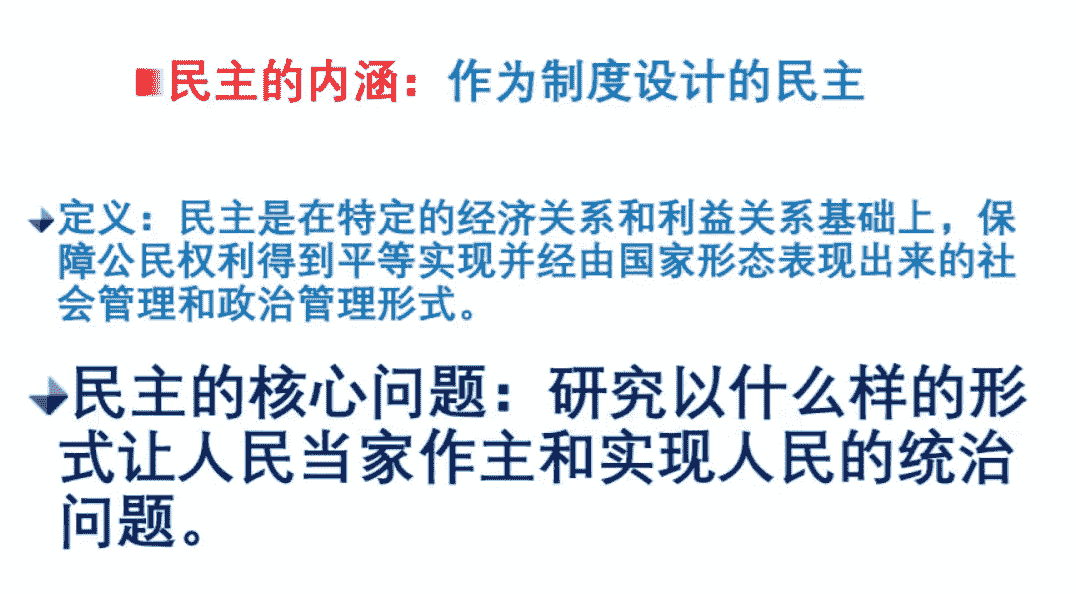 民主的内涵：作为制度设计的民主
定义：民主是在特定的经济关系和利益关系基础上，保
障公民权利得到平等实现并经由国家形态表现出来的社
会管理和政治管理形式。
民主的核心问题：研究以什么样的形
式让人民当家作主和实现人民的统治
问题。